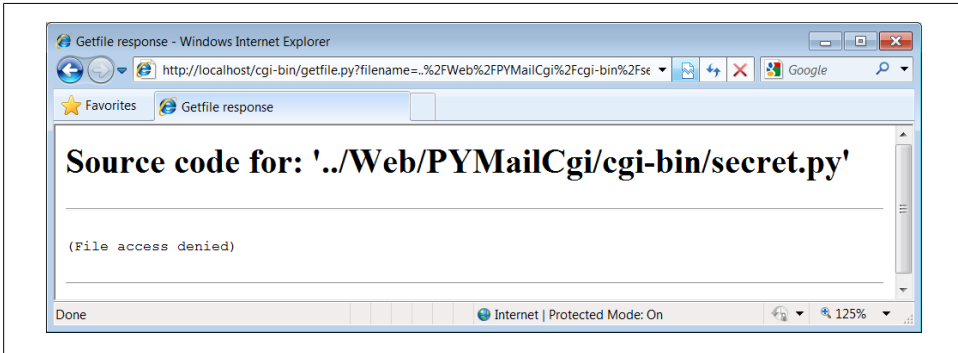 Getfile response - Windows Internet Explorer
http://localhost/cgi-bin/getfile.py?filename=..%2FWeb%2FPYMailCgi%2Fcgi-bin%2Fse
Google
Favorites
Getfile response
Source code for: '../Web/PYMailCgi/cgi-bin/secret.py'
(File access denied)
Done
Internet | Protected Mode: On
125%